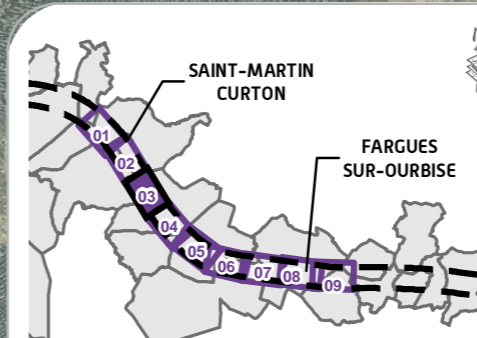 SAINT-MARTIN
CURTON
FARGUES
SUR-OURBISE
01
02
03
04
05
06
07
08
09